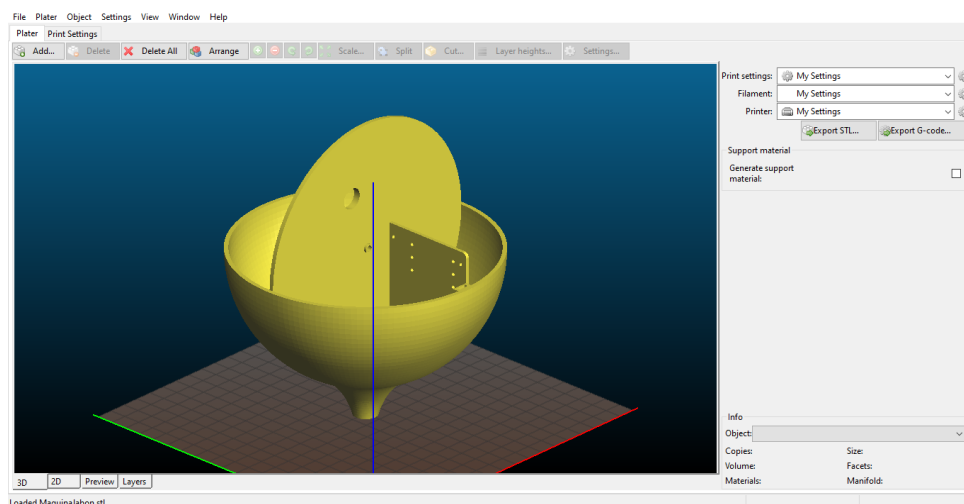 File Plater Object Settings View Window Help
Plater Print Settings
Add... Delete Delete All Arrange Scale... Split Cut... Layer heights... Settings...
Print settings: My Settings
Filament: My Settings
Printer: My Settings
Export STL... Export G-code...
Support material
Generate support
material:
Info
Object:
Copies: Size:
Volume: Facets:
Materials: Manifold:
3D 2D Preview Layers
Loaded Maquinalabon.stl